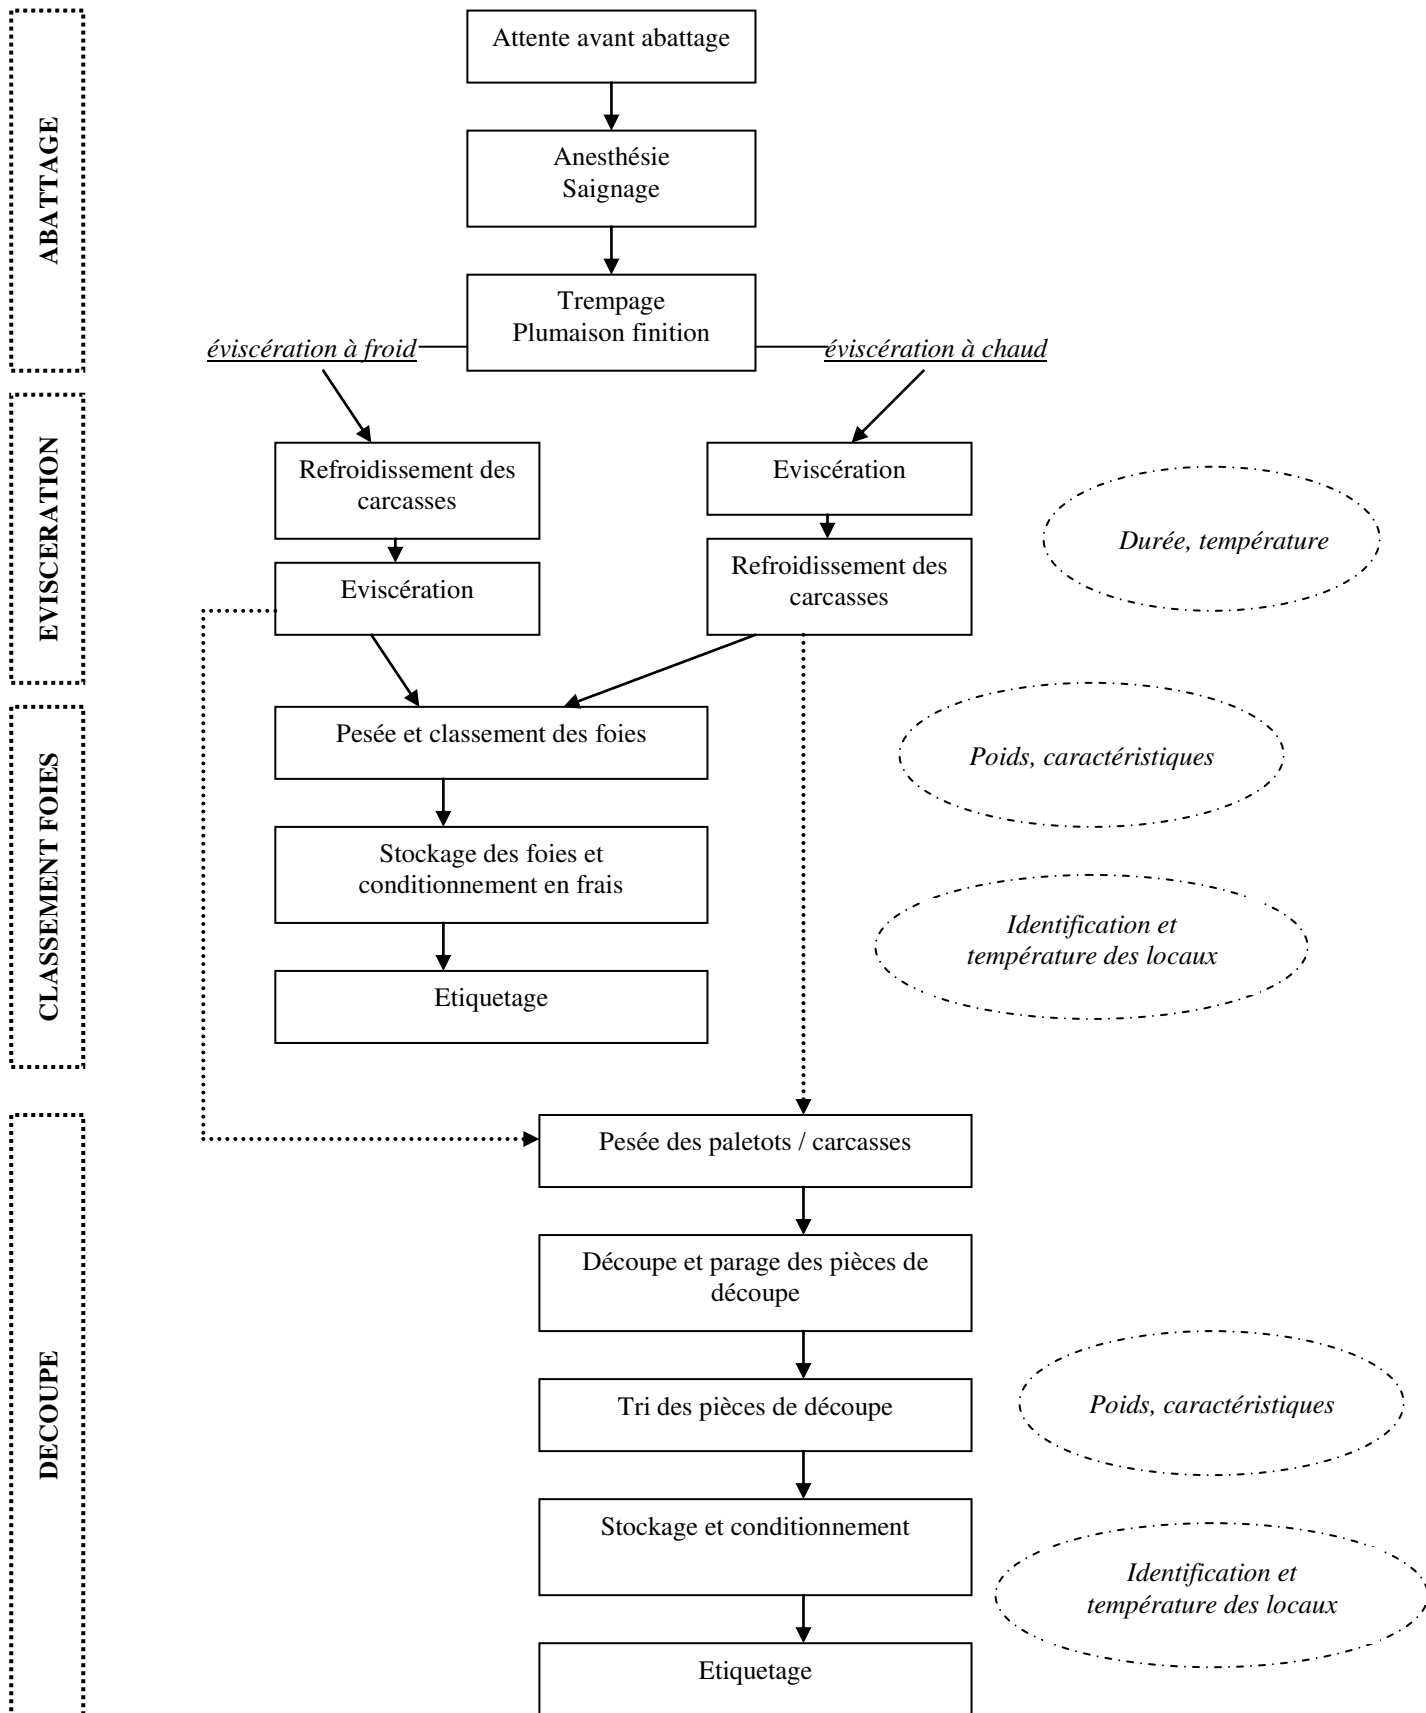 ABATTAGE
Attente avant abattage
Anesthésie
Saignage
Trempage
Plumaison finition
éviscération à froid
éviscération à chaud
EVISCERATION
Refroidissement des
carcasses
Eviscération
Eviscération
Refroidissement des
carcasses
Durée, température
CLASSEMENT FOIES
Pesée et classement des foies
Poids, caractéristiques
Stockage des foies et
conditionnement en frais
Identification et
température des locaux
Etiquetage
DECOUPE
Pesée des paletots / carcasses
Découpe et parage des pièces de
découpe
Tri des pièces de découpe
Poids, caractéristiques
Stockage et conditionnement
Identification et
température des locaux
Etiquetage